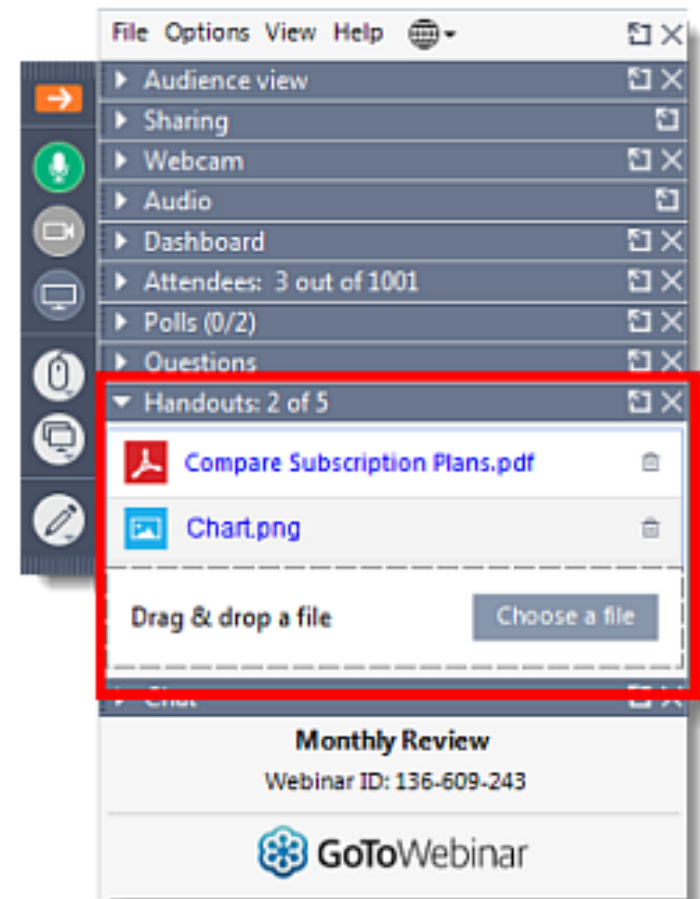 File Options View Help
Audience view
Sharing
Webcam
Audio
Dashboard
Attendees: 3 out of 1001
Polls (0/2)
Questions
Handouts: 2 of 5
Compare Subscription Plans.pdf
Chart.png
Drag & drop a file Choose a file
Chat
Monthly Review
Webinar ID: 136-609-243
GoToWebinar